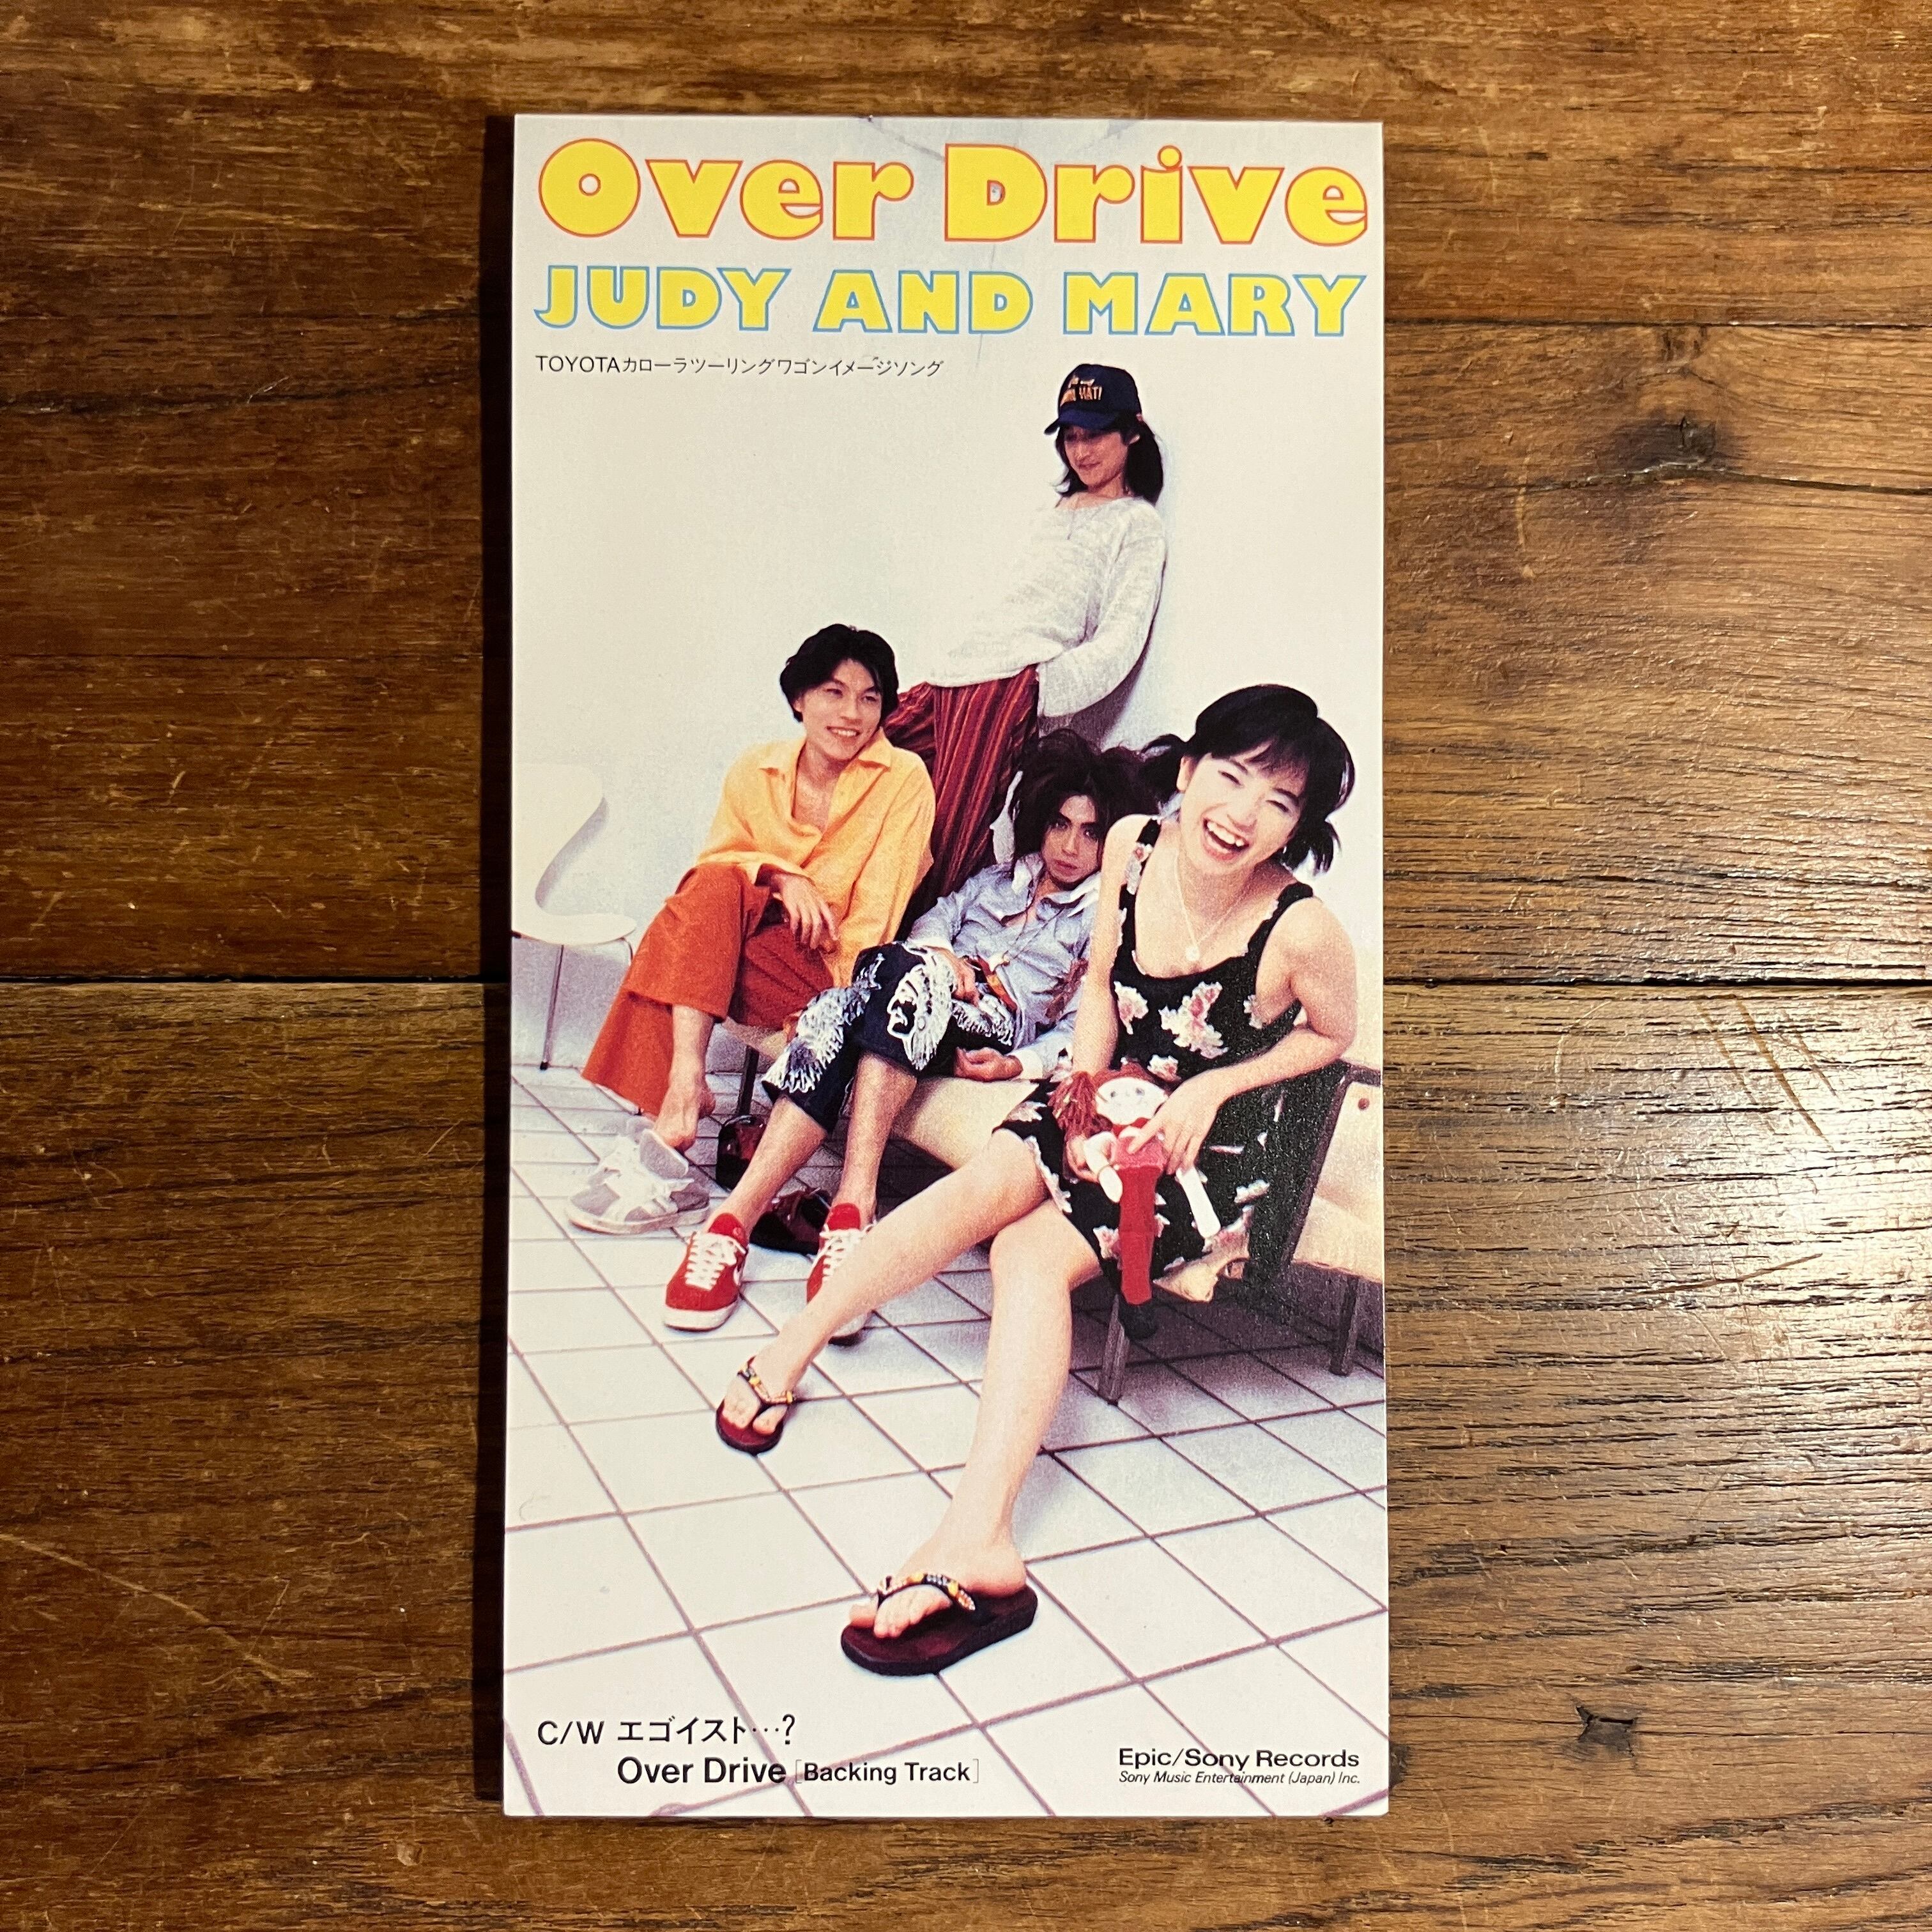 Over Drive
JUDY AND MARY
TOYOTAカローラツーリングワゴンイメージソング
HAT!
C/W エゴイスト…?
Over Drive [Backing Track]
Epic/Sony Records
Sony Music Entertainment (Japan) Inc.